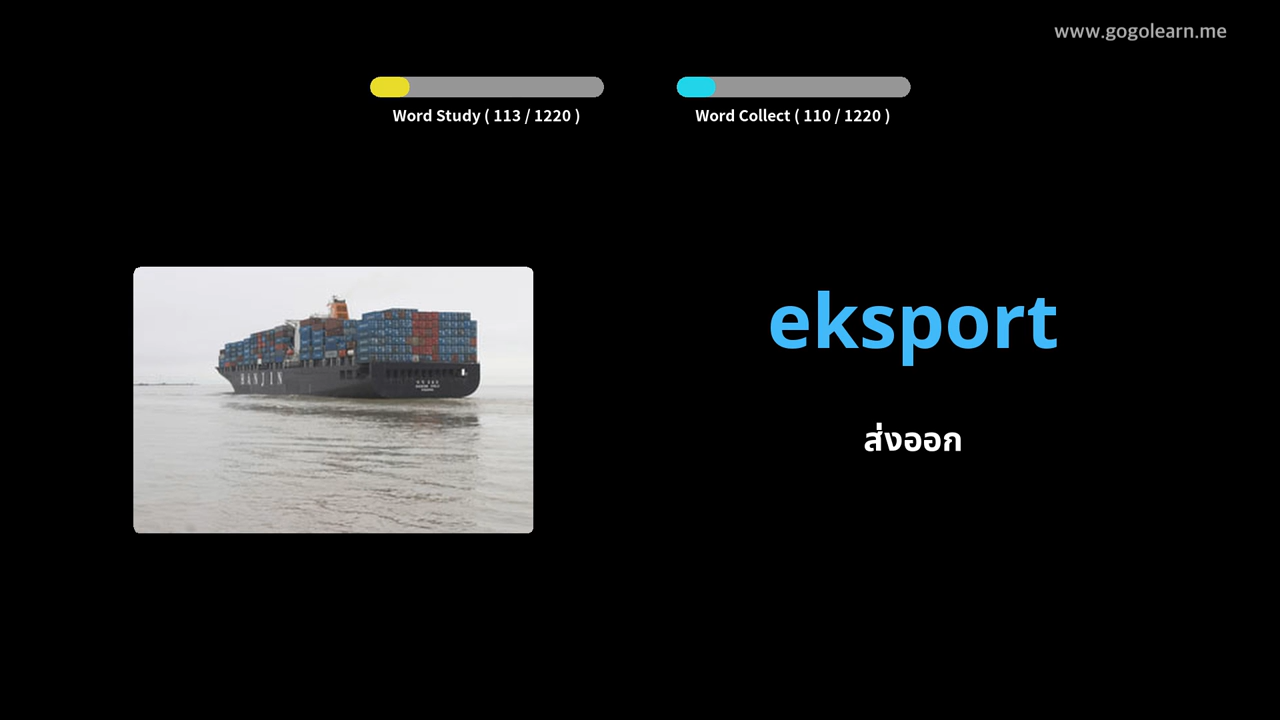 www.gogolearn.me
Word Study ( 113 / 1220 )
Word Collect ( 110 / 1220 )
eksport
ส่งออก
HANJIN